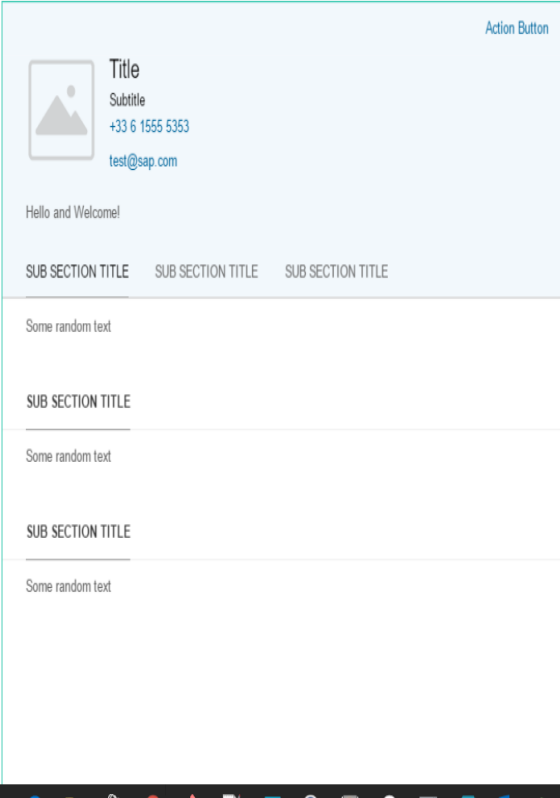 Action Button
Title
Subtitle
+33 6 1555 5353
test@sap.com
Hello and Welcome!
SUB SECTION TITLE SUB SECTION TITLE SUB SECTION TITLE
Some random text
SUB SECTION TITLE
Some random text
SUB SECTION TITLE
Some random text